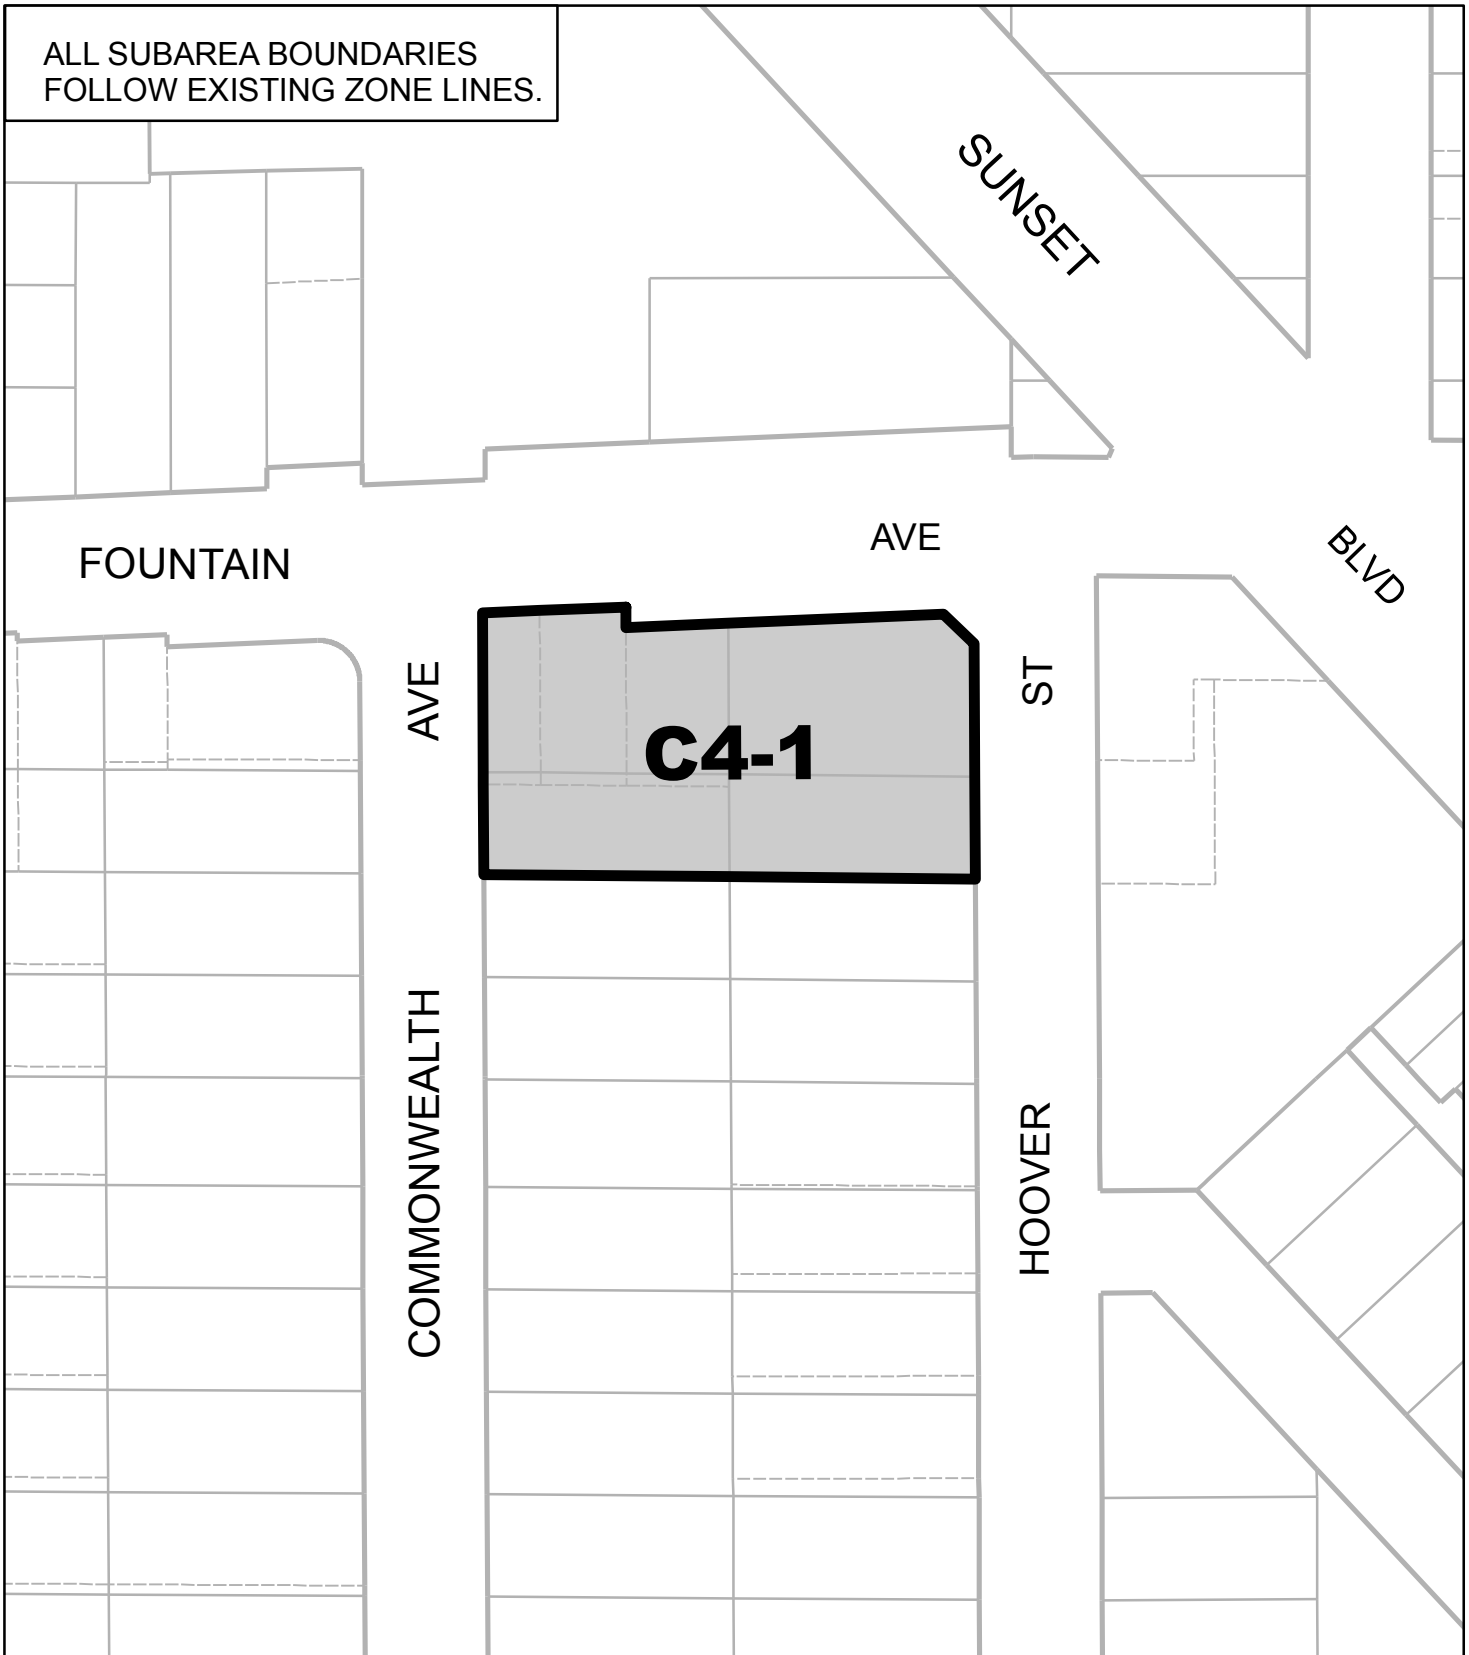 ALL SUBAREA BOUNDARIES
FOLLOW EXISTING ZONE LINES.
SUNSET
BLVD
FOUNTAIN
AVE
COMMONWEALTH
AVE
HOOVER
ST
C4-1